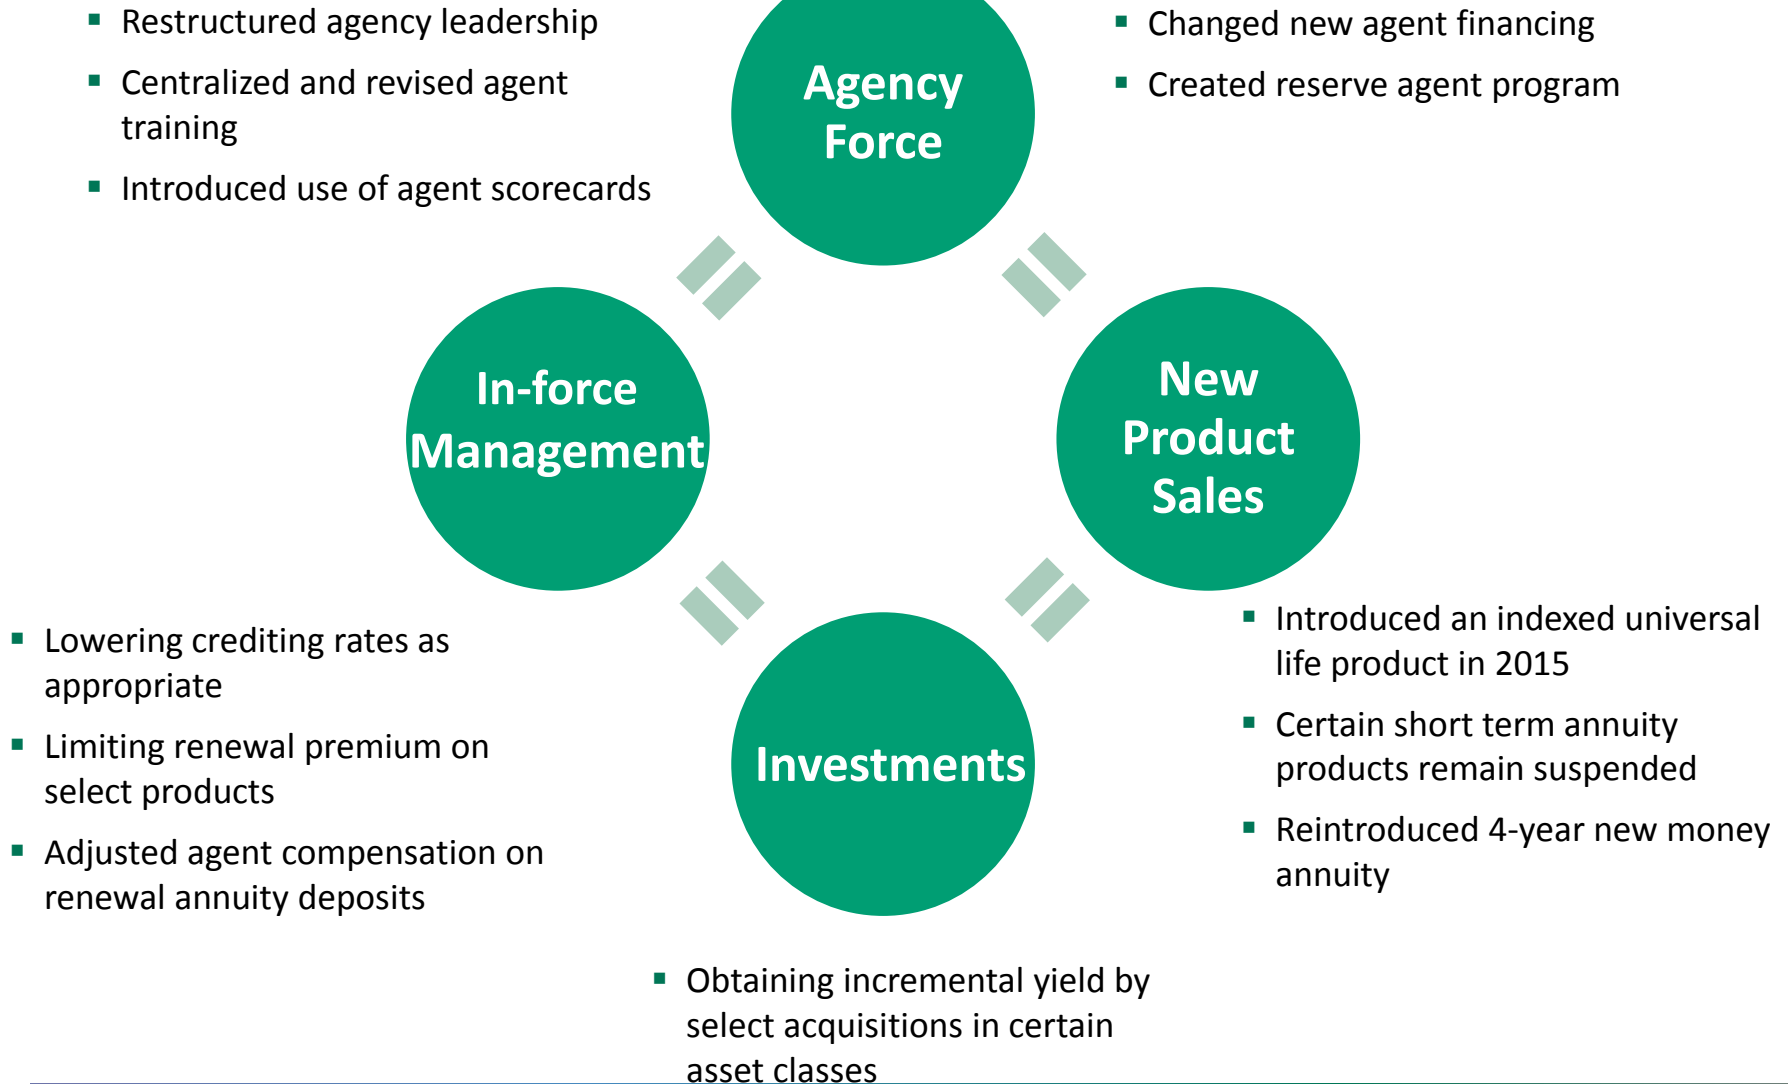 ▪ Restructured agency leadership
▪ Centralized and revised agent
training
▪ Introduced use of agent scorecards
▪ Changed new agent financing
▪ Created reserve agent program
Agency
Force
In-force
Management
New
Product
Sales
Investments
▪ Lowering crediting rates as
appropriate
▪ Limiting renewal premium on
select products
▪ Adjusted agent compensation on
renewal annuity deposits
▪ Introduced an indexed universal
life product in 2015
▪ Certain short term annuity
products remain suspended
▪ Reintroduced 4-year new money
annuity
▪ Obtaining incremental yield by
select acquisitions in certain
asset classes